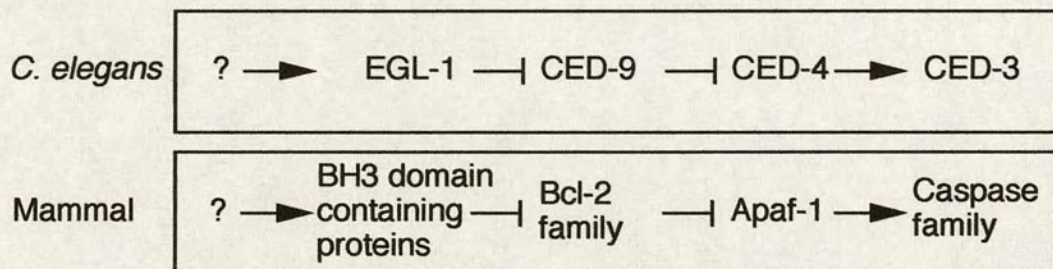 C. elegans ? EGL-1 CED-9 CED-4 CED-3
Mammal ? BH3 domain containing proteins Bcl-2 family Apaf-1 Caspase family